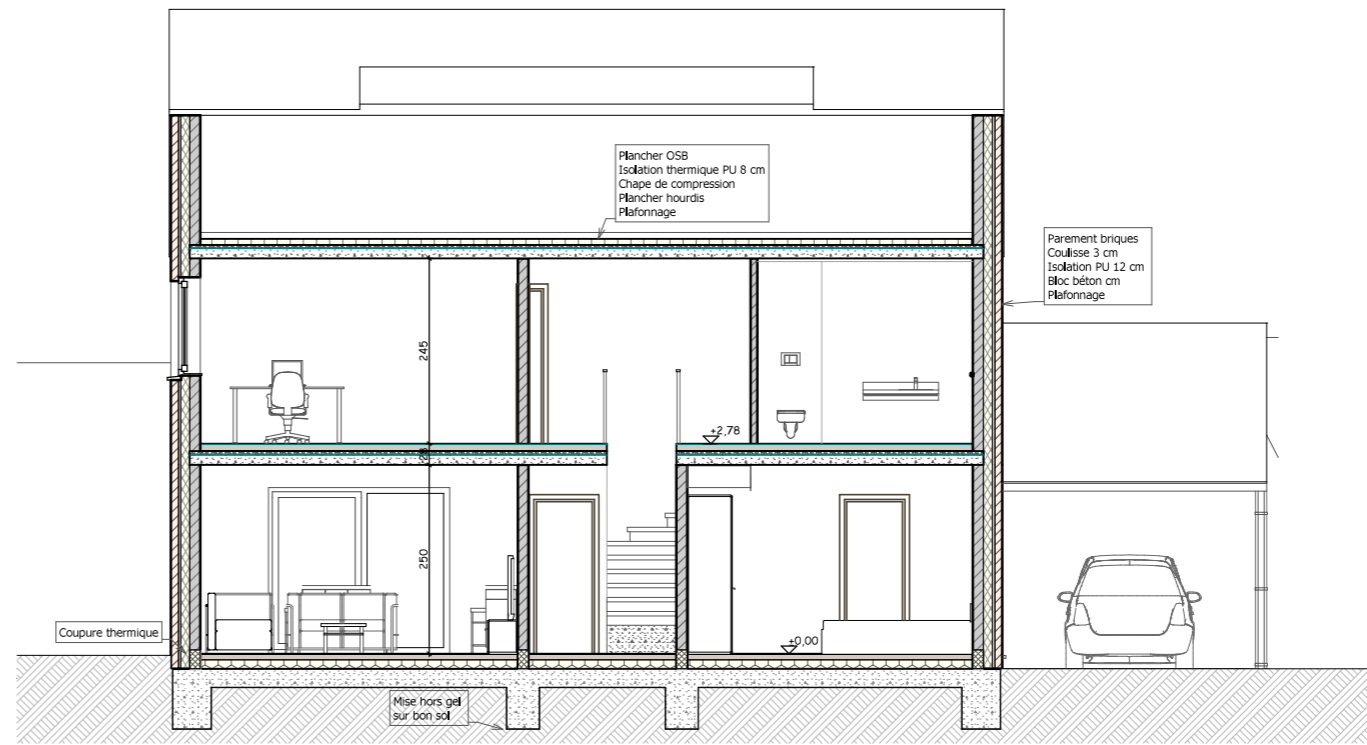 Plancher OSB
Isolation thermique PU 8 cm
Chape de compression
Plancher hourdis
Plafonnage
Parement briques
Coulisse 3 cm
Isolation PU 12 cm
Bloc béton cm
Plafonnage
245
+2,78
28
250
+0,00
Coupure thermique
Mise hors gel
sur bon sol